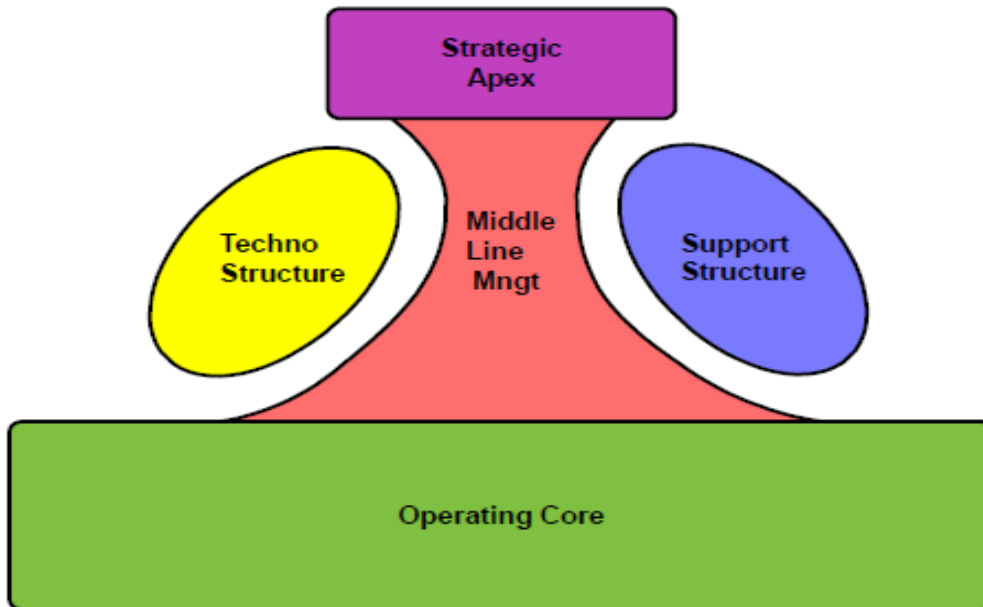 Strategic
Apex
Middle
Line
Mngt
Techno
Structure
Support
Structure
Operating Core